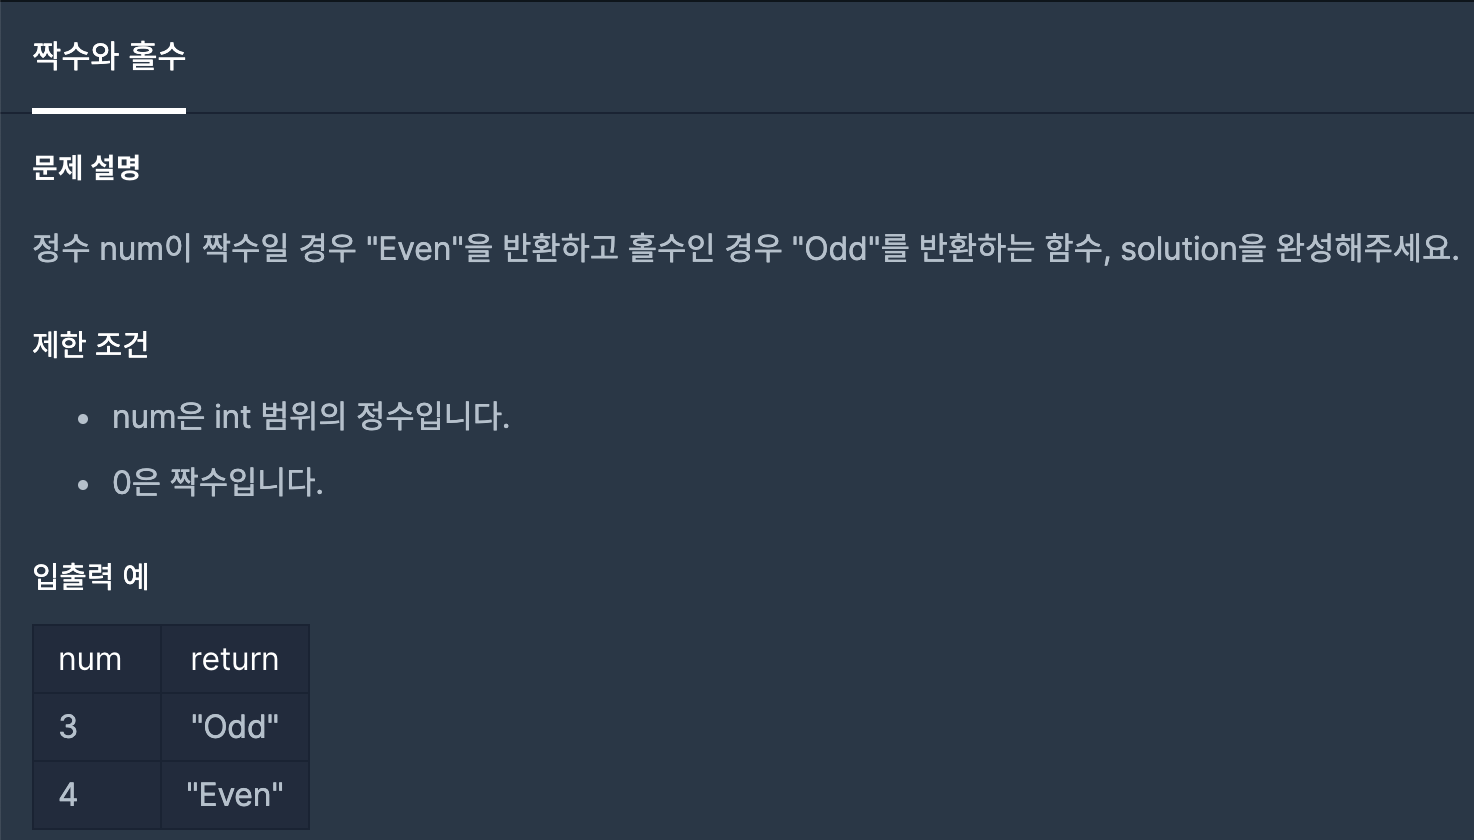 짝수와 홀수
문제 설명
정수 num이 짝수일 경우 "Even"을 반환하고 홀수인 경우 "Odd"를 반환하는 함수, solution을 완성해주세요.
제한 조건
• num은 int 범위의 정수입니다.
• 0은 짝수입니다.
입출력 예
num return
3 "Odd"
4 "Even"